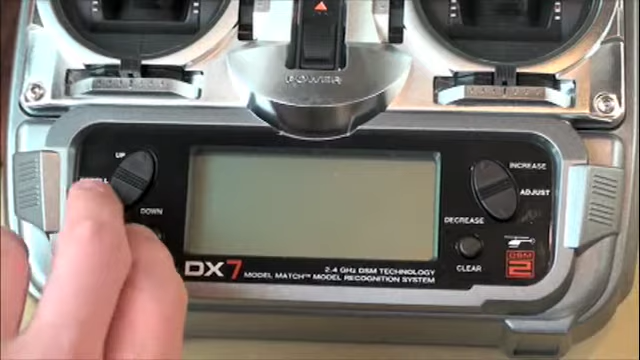 POWER
UP
DOWN
INCREASE
ADJUST
DECREASE
CLEAR
DX7
2.4 GHz DSM TECHNOLOGY
MODEL MATCH™ MODEL RECOGNITION SYSTEM
DSM
2